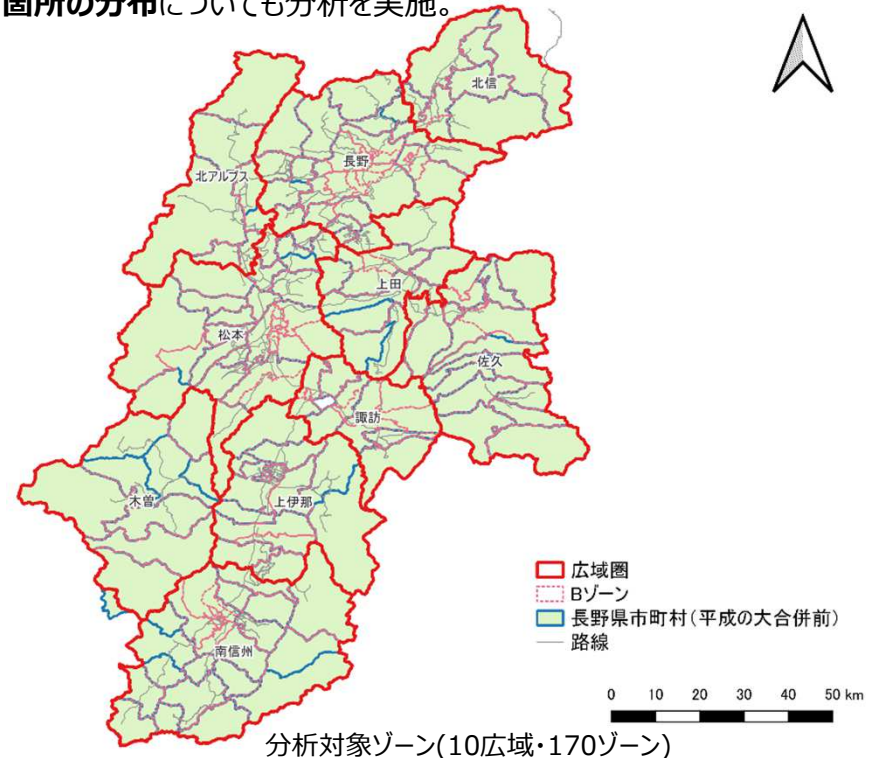 箇所の分布についても分析を実施。
北信
長野
北アルプス
上田
松本
佐久
諏訪
木曽
上伊那
南信州
広域圏
Bゾーン
長野県市町村(平成の大合併前)
路線
0 10 20 30 40 50 km
分析対象ゾーン(10広域・170ゾーン)